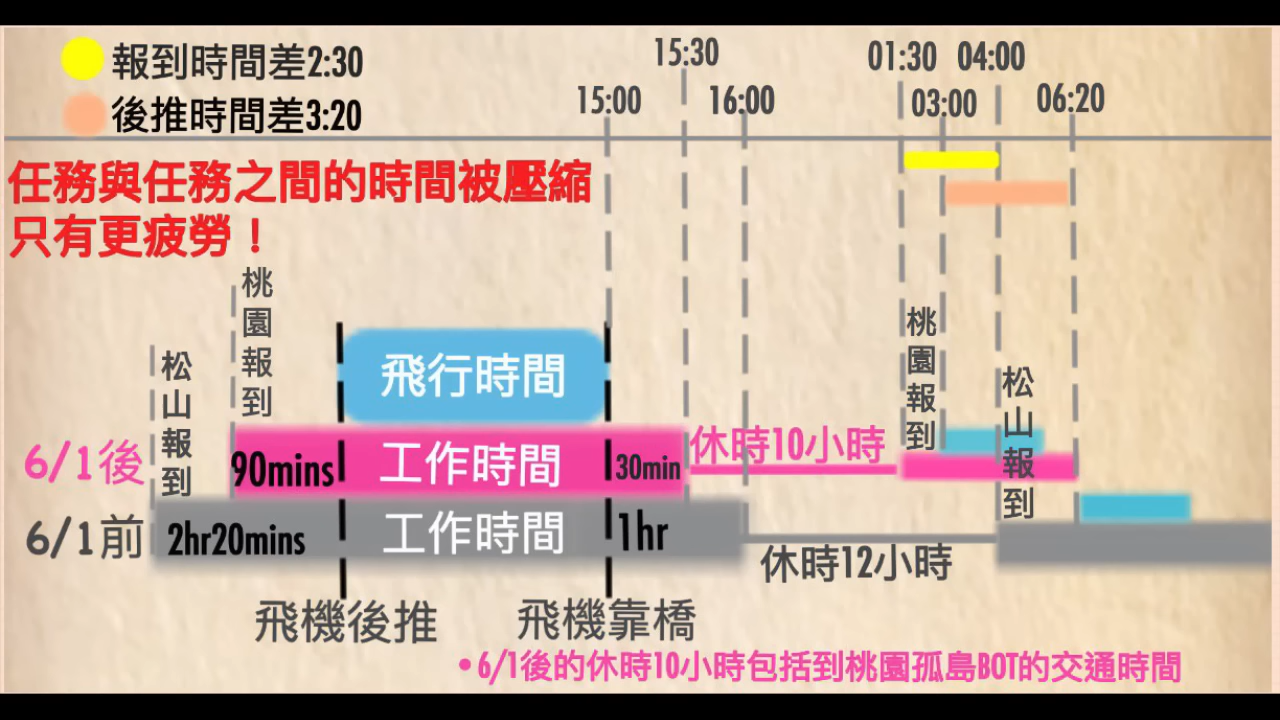 報到時間差2:30
後推時間差3:20
15:30
01:30
04:00
15:00
16:00
03:00
06:20
任務與任務之間的時間被壓縮
只有更疲勞！
桃園報到
松山報到
飛行時間
桃園報到
松山報到
6/1後
90mins
工作時間
30min
休時10小時
6/1前
2hr20mins
工作時間
1hr
休時12小時
飛機後推
飛機靠橋
•6/1後的休時10小時包括到桃園孤島BOT的交通時間